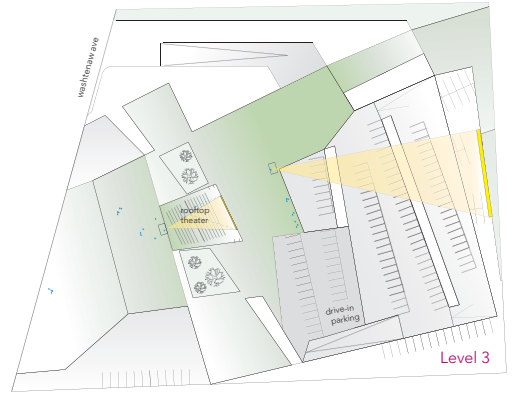 washtenaw ave
rooftop
theater
drive-in
parking
Level 3